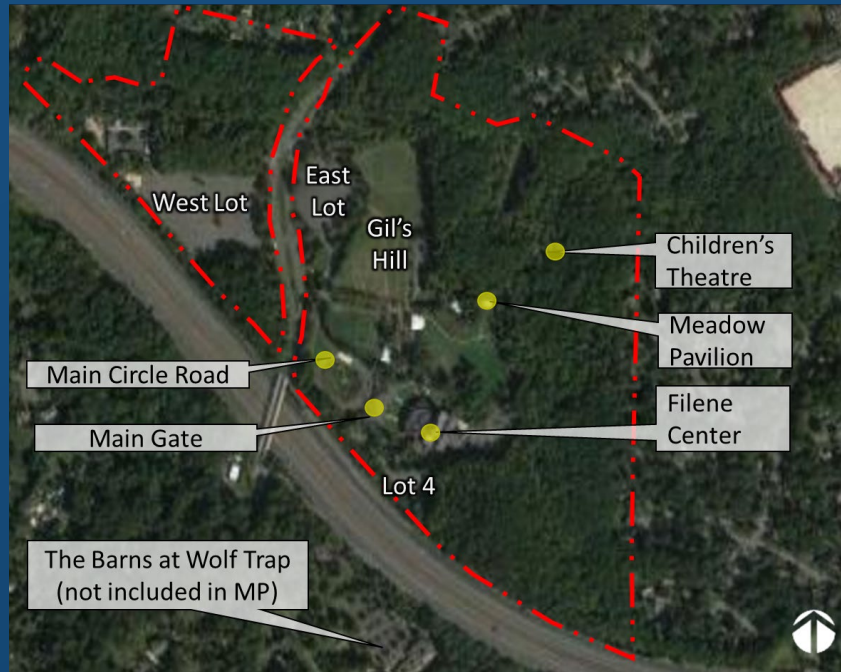 West Lot
East
Lot
Gil's
Hill
Children's
Theatre
Meadow
Pavilion
Main Circle Road
Filene
Center
Main Gate
Lot 4
The Barns at Wolf Trap
(not included in MP)